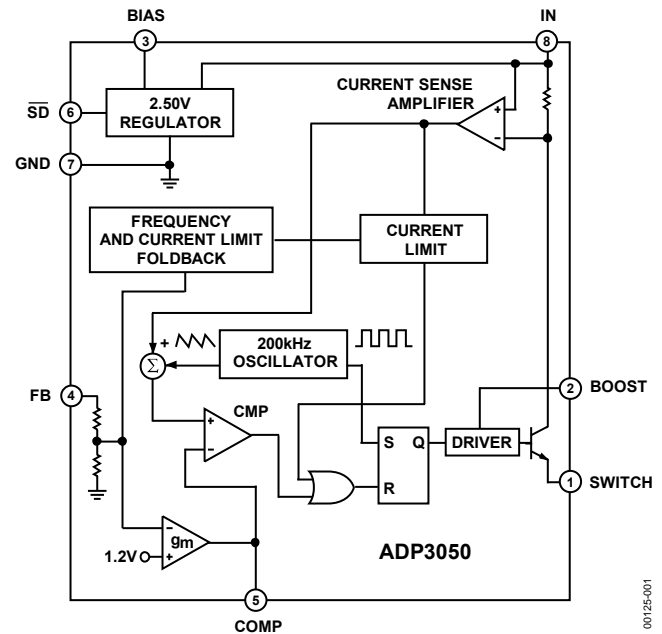 BIAS
3
IN
8
CURRENT SENSE
AMPLIFIER
+
−
SD
6
2.50V
REGULATOR
GND
7
FREQUENCY
AND CURRENT LIMIT
FOLDBACK
CURRENT
LIMIT
+
Σ
200kHz
OSCILLATOR
2
BOOST
FB
4
CMP
+
−
S Q
R
DRIVER
1
SWITCH
−
gm
1.2V
+
ADP3050
5
COMP
00125-001